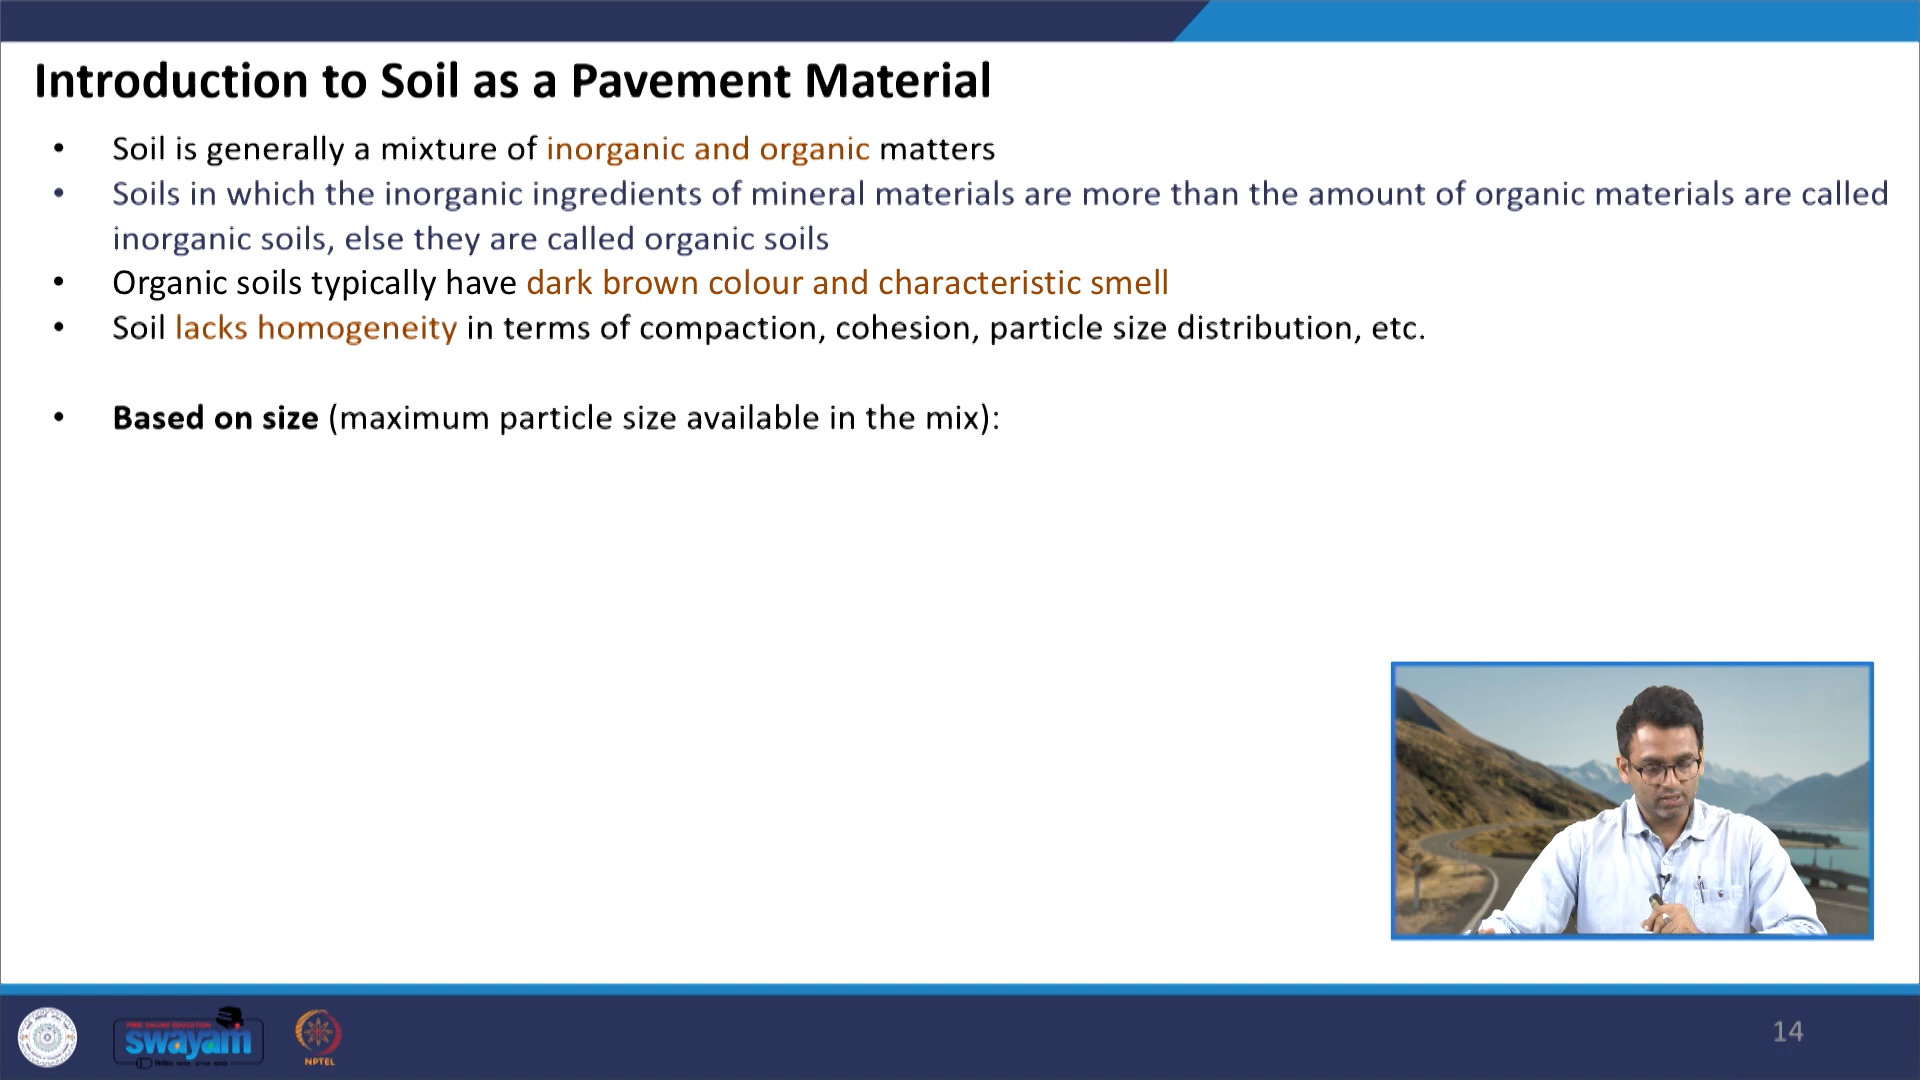 Introduction to Soil as a Pavement Material
• Soil is generally a mixture of inorganic and organic matters
• Soils in which the inorganic ingredients of mineral materials are more than the amount of organic materials are called
inorganic soils, else they are called organic soils
• Organic soils typically have dark brown colour and characteristic smell
• Soil lacks homogeneity in terms of compaction, cohesion, particle size distribution, etc.
• Based on size (maximum particle size available in the mix):
FREE ONLINE EDUCATION
swayam
NPTEL
14